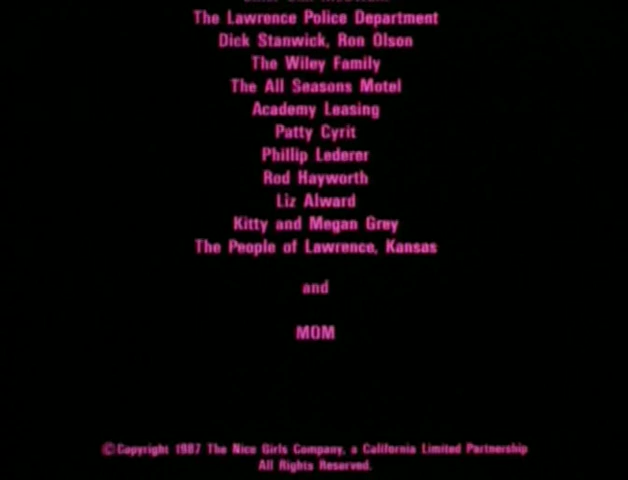 The Lawrence Police Department
Dick Stanwick, Ron Olson
The Wiley Family
The All Seasons Motel
Academy Leasing
Patty Cyrit
Phillip Lederer
Rod Hayworth
Liz Alward
Kitty and Megan Grey
The People of Lawrence, Kansas
and
MOM
©Copyright 1987 The Nice Girls Company, a California Limited Partnership
All Rights Reserved.